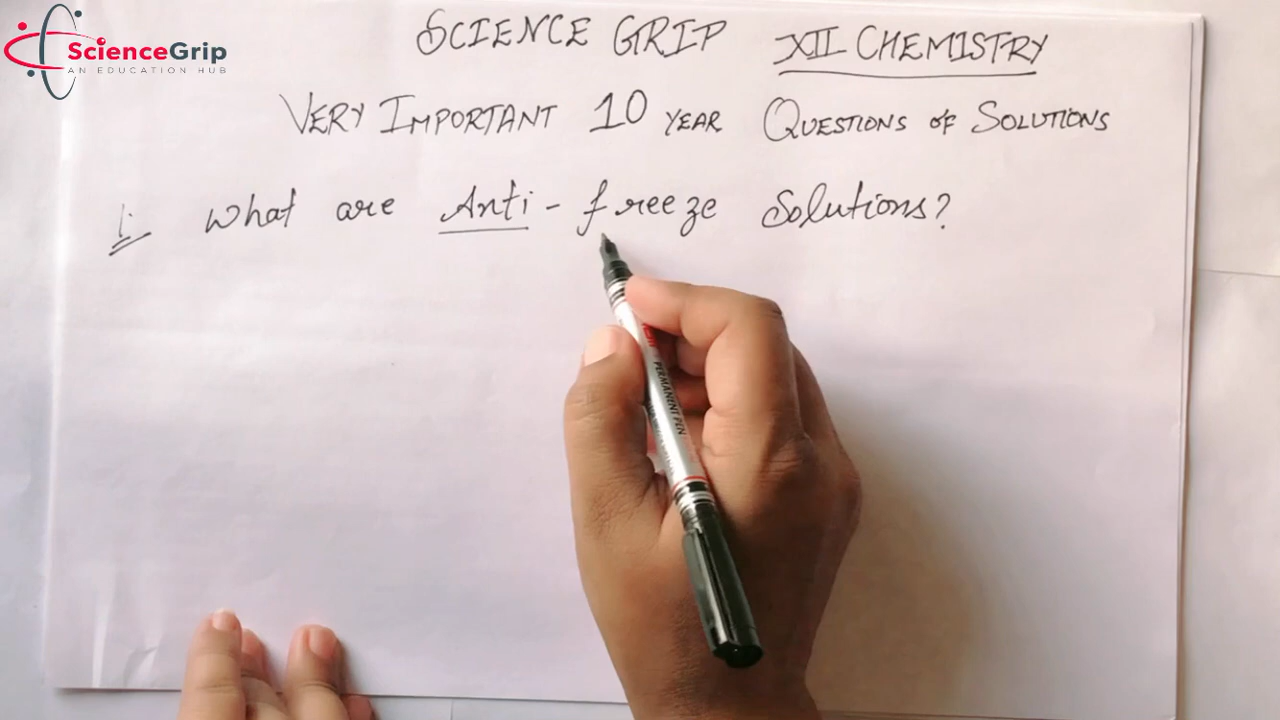 ScienceGrip
AN EDUCATION HUB
SCIENCE GRIP XII CHEMISTRY
VERY IMPORTANT 10 YEAR QUESTIONS OF SOLUTIONS
1. What are Anti-freeze Solutions?
PERMANENT PEN